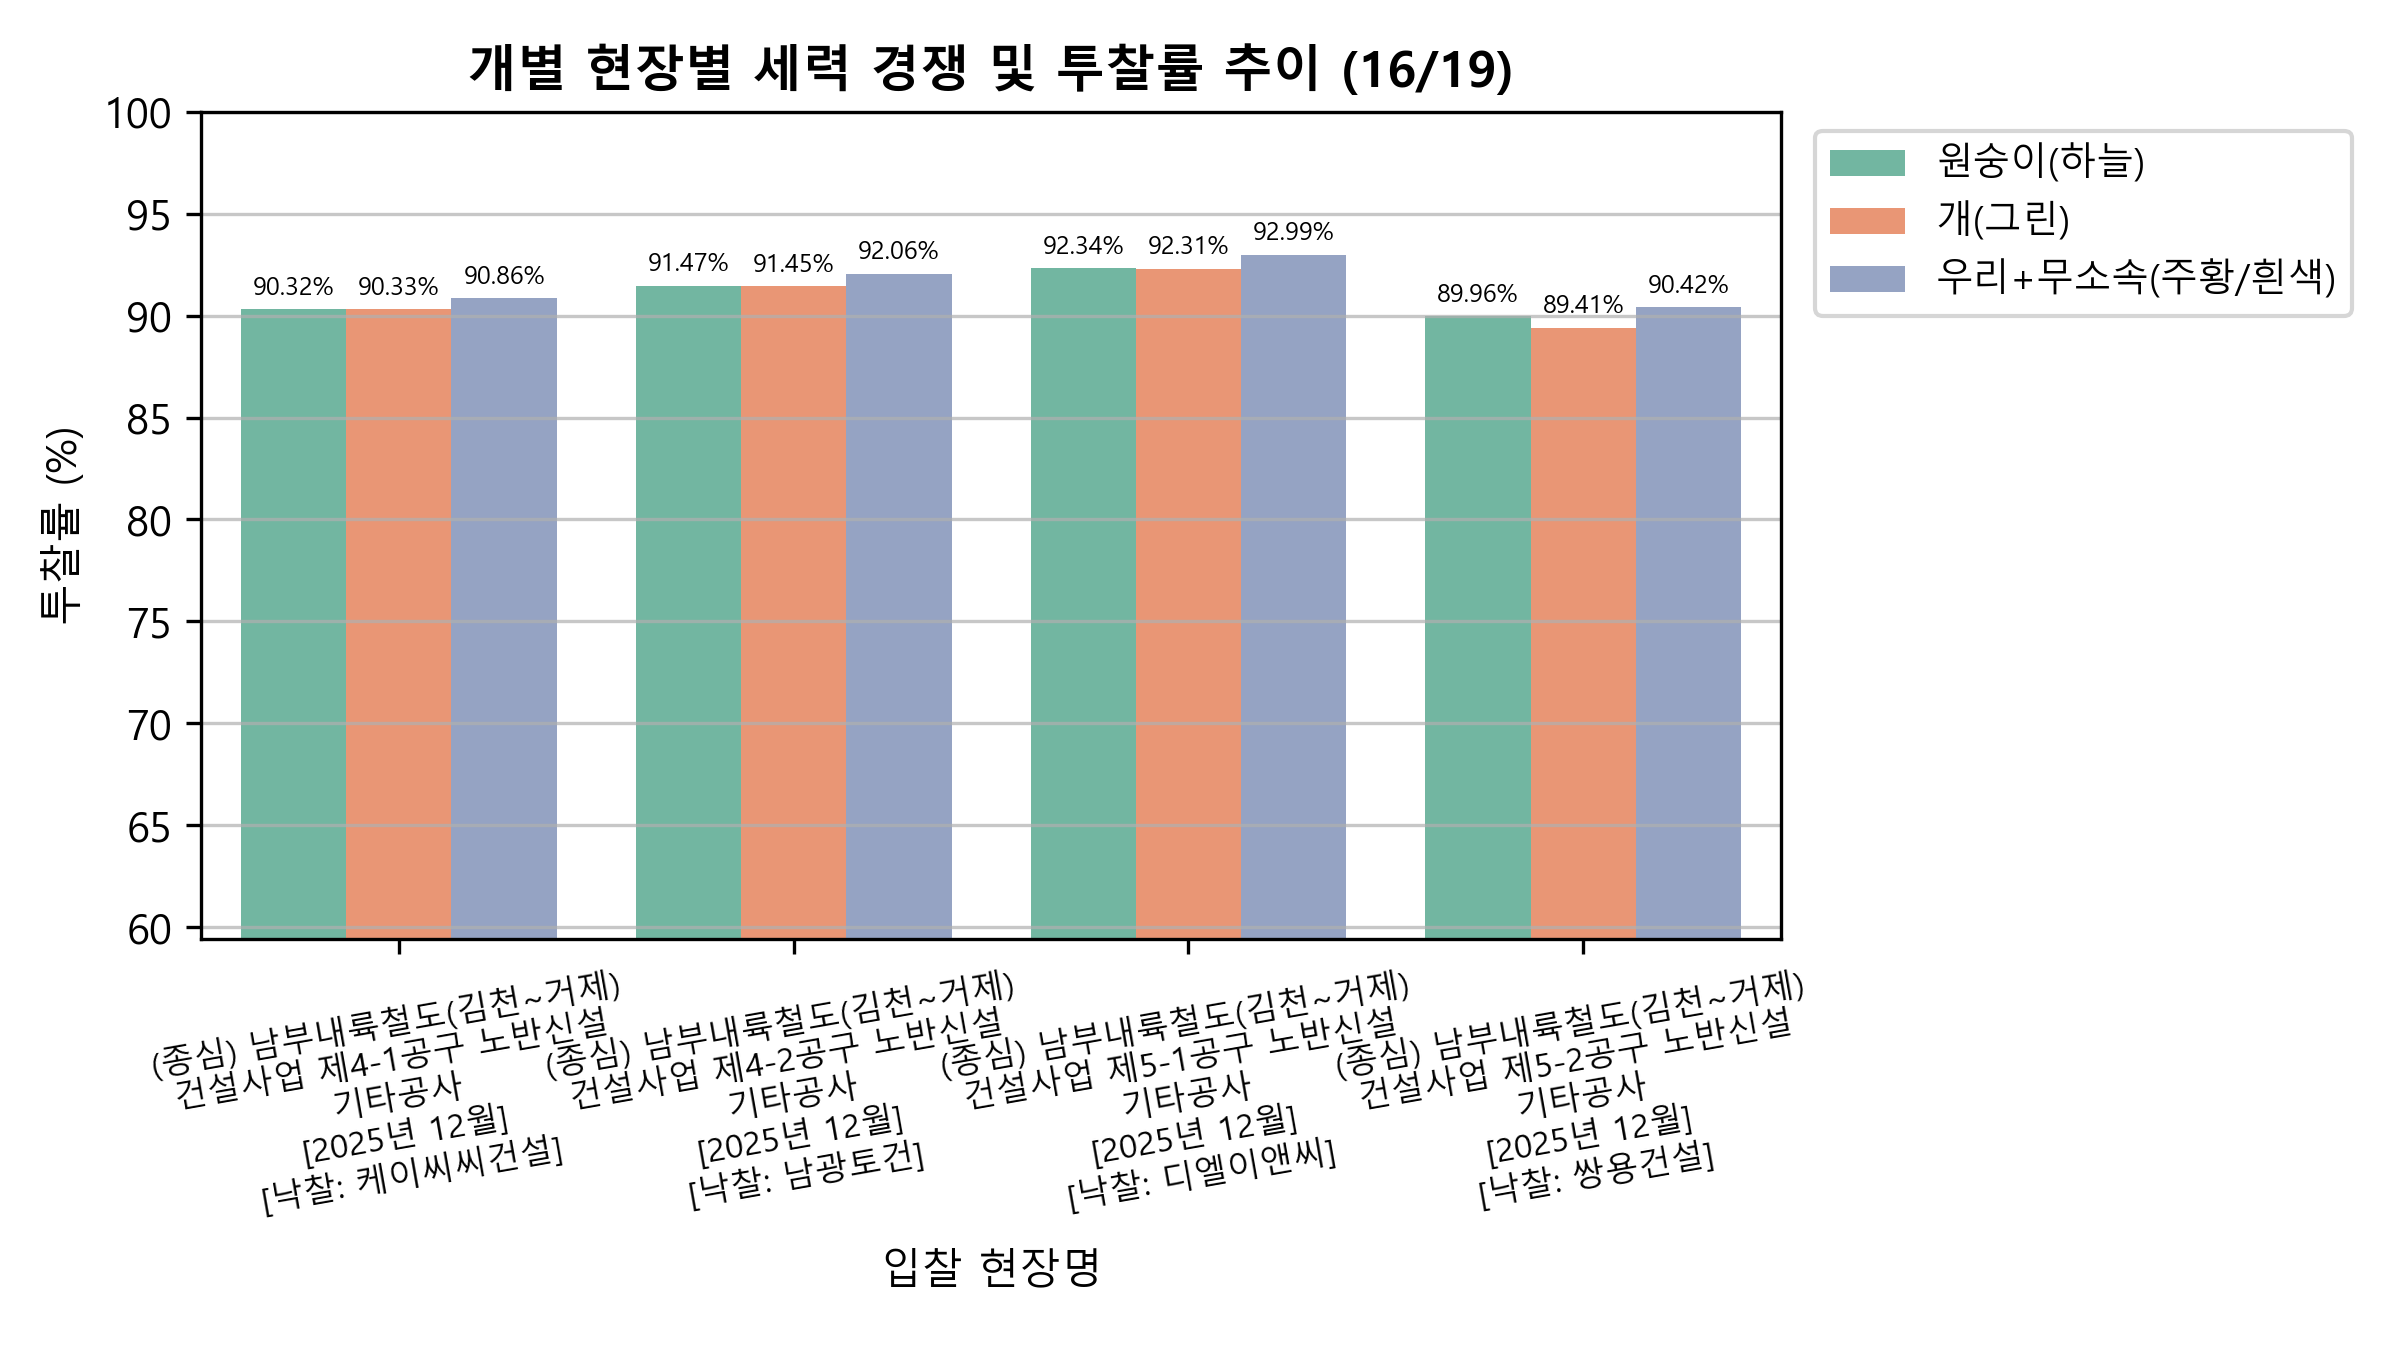 개별 현장별 세력 경쟁 및 투찰률 추이 (16/19)
100
95
90
85
80
75
70
65
60
투찰률 (%)
90.32%
90.33%
90.86%
91.47%
91.45%
92.06%
92.34%
92.31%
92.99%
89.96%
89.41%
90.42%
원숭이(하늘)
개(그린)
우리+무소속(주황/흰색)
(종심) 남부내륙철도(김천~거제)
건설사업 제4-1공구 노반신설
기타공사
[2025년 12월]
[낙찰: 케이씨씨건설]
(종심) 남부내륙철도(김천~거제)
건설사업 제4-2공구 노반신설
기타공사
[2025년 12월]
[낙찰: 남광토건]
(종심) 남부내륙철도(김천~거제)
건설사업 제5-1공구 노반신설
기타공사
[2025년 12월]
[낙찰: 디엘이앤씨]
(종심) 남부내륙철도(김천~거제)
건설사업 제5-2공구 노반신설
기타공사
[2025년 12월]
[낙찰: 쌍용건설]
입찰 현장명